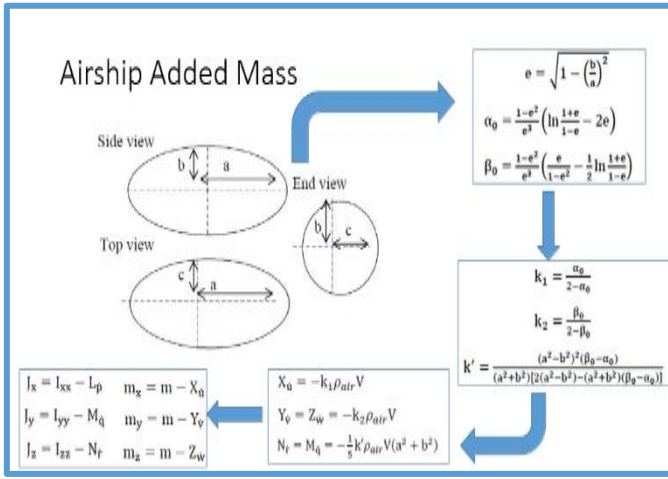 Airship Added Mass
Side view
b
a
End view
b
c
Top view
c
a
e = √(1 − (b/a)²)
α₀ = (1−e²)/e³ (ln (1+e)/(1−e) − 2e)
β₀ = (1−e²)/e³ (e/(1−e²) − ½ ln (1+e)/(1−e))
k₁ = α₀/(2−α₀)
k₂ = β₀/(2−β₀)
k′ = (a²−b²)²(β₀−α₀)/((a²+b²)[2(a²−b²)−(a²+b²)(β₀−α₀)])
X_u̇ = −k₁ρ_air V
Y_v̇ = Z_ẇ = −k₂ρ_air V
N_ṙ = M_q̇ = −⅕k′ρ_air V(a² + b²)
J_x = I_xx − L_ṗ m_x = m − X_u̇
J_y = I_yy − M_q̇ m_y = m − Y_v̇
J_z = I_zz − N_ṙ m_z = m − Z_ẇ